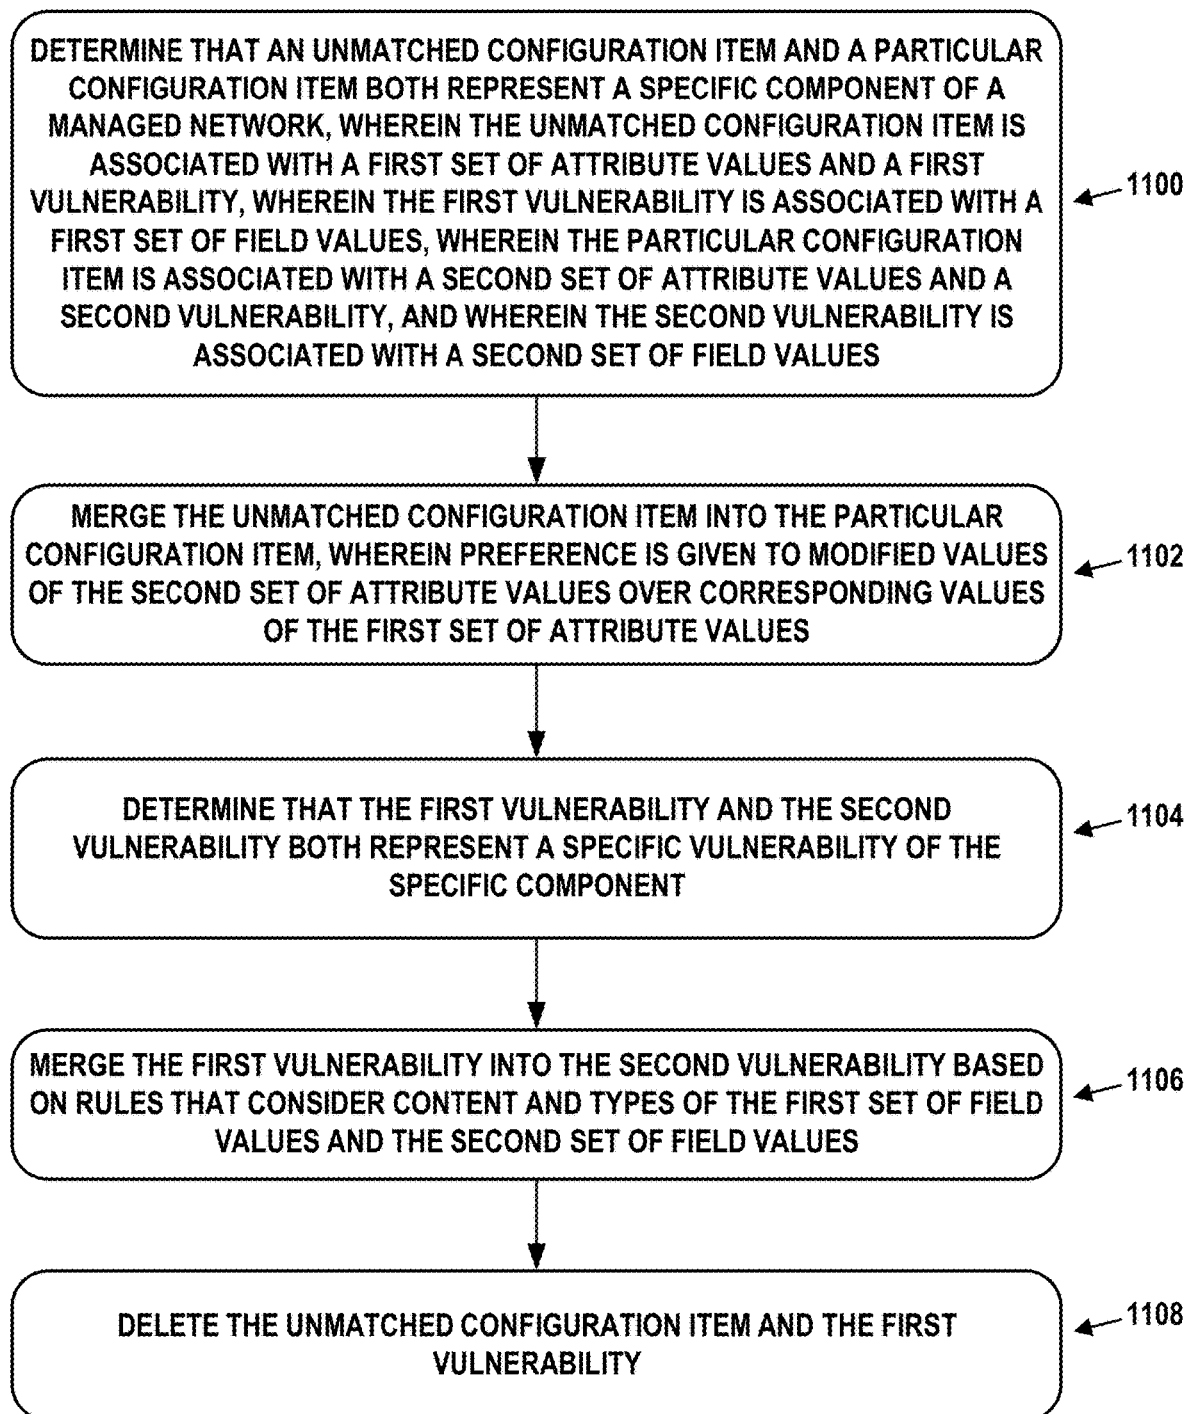 DETERMINE THAT AN UNMATCHED CONFIGURATION ITEM AND A PARTICULAR
CONFIGURATION ITEM BOTH REPRESENT A SPECIFIC COMPONENT OF A
MANAGED NETWORK, WHEREIN THE UNMATCHED CONFIGURATION ITEM IS
ASSOCIATED WITH A FIRST SET OF ATTRIBUTE VALUES AND A FIRST
VULNERABILITY, WHEREIN THE FIRST VULNERABILITY IS ASSOCIATED WITH A
FIRST SET OF FIELD VALUES, WHEREIN THE PARTICULAR CONFIGURATION
ITEM IS ASSOCIATED WITH A SECOND SET OF ATTRIBUTE VALUES AND A
SECOND VULNERABILITY, AND WHEREIN THE SECOND VULNERABILITY IS
ASSOCIATED WITH A SECOND SET OF FIELD VALUES
1100
MERGE THE UNMATCHED CONFIGURATION ITEM INTO THE PARTICULAR
CONFIGURATION ITEM, WHEREIN PREFERENCE IS GIVEN TO MODIFIED VALUES
OF THE SECOND SET OF ATTRIBUTE VALUES OVER CORRESPONDING VALUES
OF THE FIRST SET OF ATTRIBUTE VALUES
1102
DETERMINE THAT THE FIRST VULNERABILITY AND THE SECOND
VULNERABILITY BOTH REPRESENT A SPECIFIC VULNERABILITY OF THE
SPECIFIC COMPONENT
1104
MERGE THE FIRST VULNERABILITY INTO THE SECOND VULNERABILITY BASED
ON RULES THAT CONSIDER CONTENT AND TYPES OF THE FIRST SET OF FIELD
VALUES AND THE SECOND SET OF FIELD VALUES
1106
DELETE THE UNMATCHED CONFIGURATION ITEM AND THE FIRST
VULNERABILITY
1108